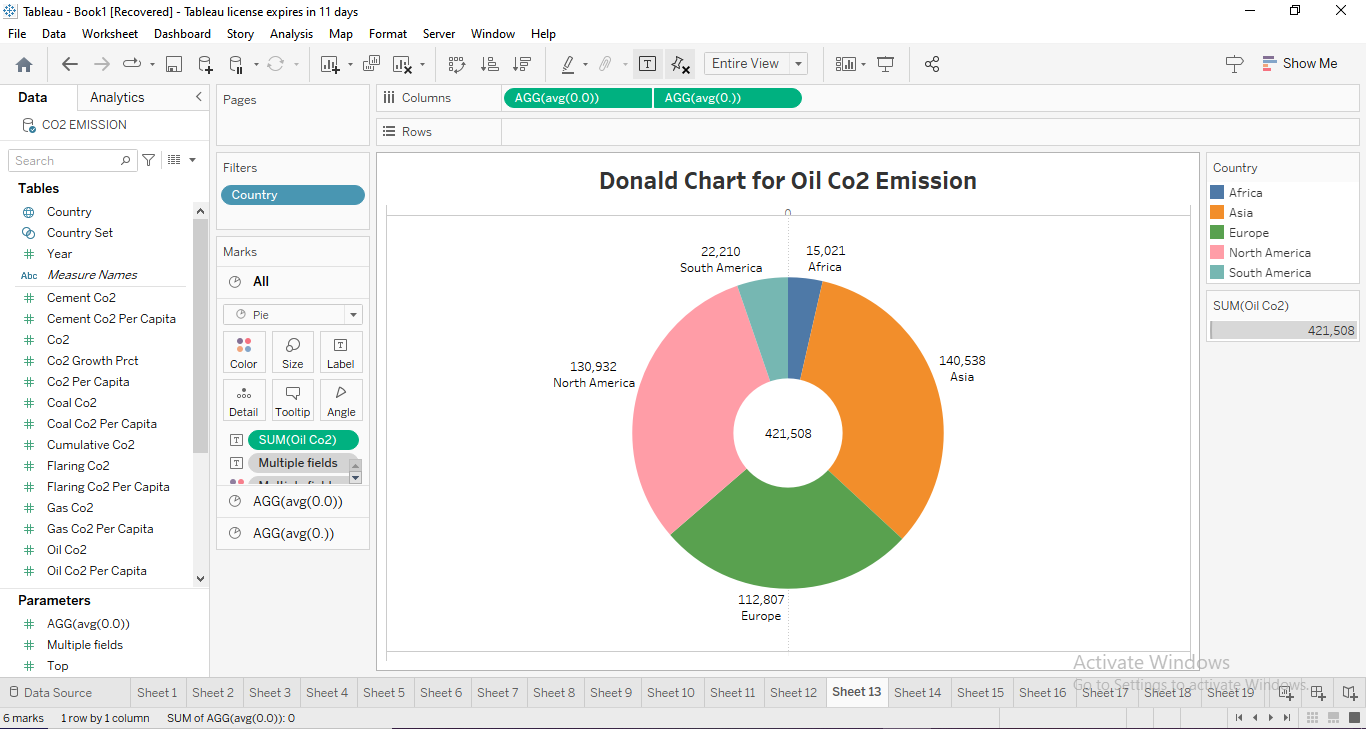 Tableau - Book1 [Recovered] - Tableau license expires in 11 days
File Data Worksheet Dashboard Story Analysis Map Format Server Window Help
Entire View
Show Me
Data Analytics
CO2 EMISSION
Search
Tables
Country
Country Set
Year
Abc Measure Names
Cement Co2
Cement Co2 Per Capita
Co2
Co2 Growth Prct
Co2 Per Capita
Coal Co2
Coal Co2 Per Capita
Cumulative Co2
Flaring Co2
Flaring Co2 Per Capita
Gas Co2
Gas Co2 Per Capita
Oil Co2
Oil Co2 Per Capita
Parameters
AGG(avg(0.0))
Multiple fields
Top
Pages
Filters
Country
Marks
All
Pie
Color Size Label
Detail Tooltip Angle
SUM(Oil Co2)
Multiple fields
AGG(avg(0.0))
AGG(avg(0.))
Columns AGG(avg(0.0)) AGG(avg(0.))
Rows
Donald Chart for Oil Co2 Emission
0
22,210
South America
15,021
Africa
130,932
North America
140,538
Asia
421,508
112,807
Europe
Country
Africa
Asia
Europe
North America
South America
SUM(Oil Co2)
421,508
Activate Windows
Go to Settings to activate Windows.
Data Source Sheet 1 Sheet 2 Sheet 3 Sheet 4 Sheet 5 Sheet 6 Sheet 7 Sheet 8 Sheet 9 Sheet 10 Sheet 11 Sheet 12 Sheet 13 Sheet 14 Sheet 15 Sheet 16 Sheet 17 Sheet 18 Sheet 19
6 marks 1 row by 1 column SUM of AGG(avg(0.0)): 0